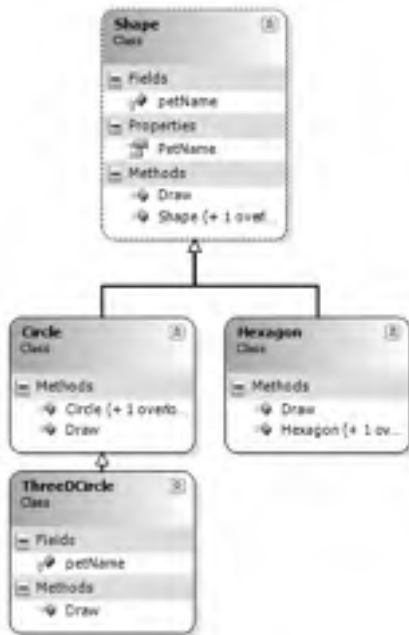 Shape
Class
Fields
petName
Properties
PetName
Methods
Draw
Shape (+ 1 overl...
Circle
Class
Methods
Circle (+ 1 overlo...
Draw
Hexagon
Class
Methods
Draw
Hexagon (+ 1 ov...
ThreeDCircle
Class
Fields
petName
Methods
Draw